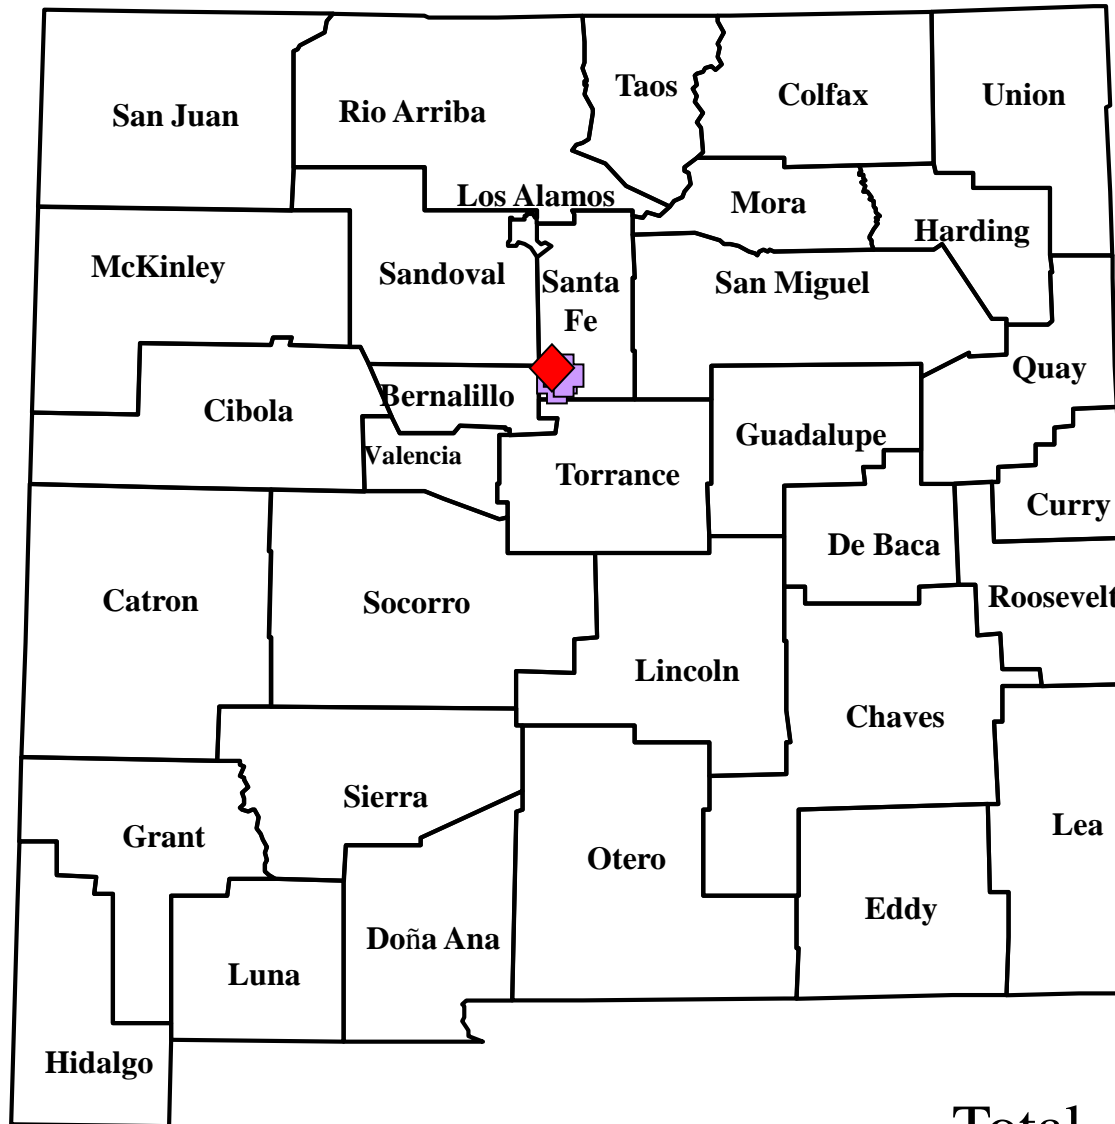 Taos
Colfax
Union
San Juan
Rio Arriba
Los Alamos
Mora
Harding
McKinley
Sandoval
Santa
Fe
San Miguel
Quay
Bernalillo
Cibola
Guadalupe
Valencia
Torrance
Curry
De Baca
Catron
Socorro
Roosevelt
Lincoln
Chaves
Sierra
Grant
Lea
Otero
Eddy
Doña Ana
Luna
Hidalgo
Total